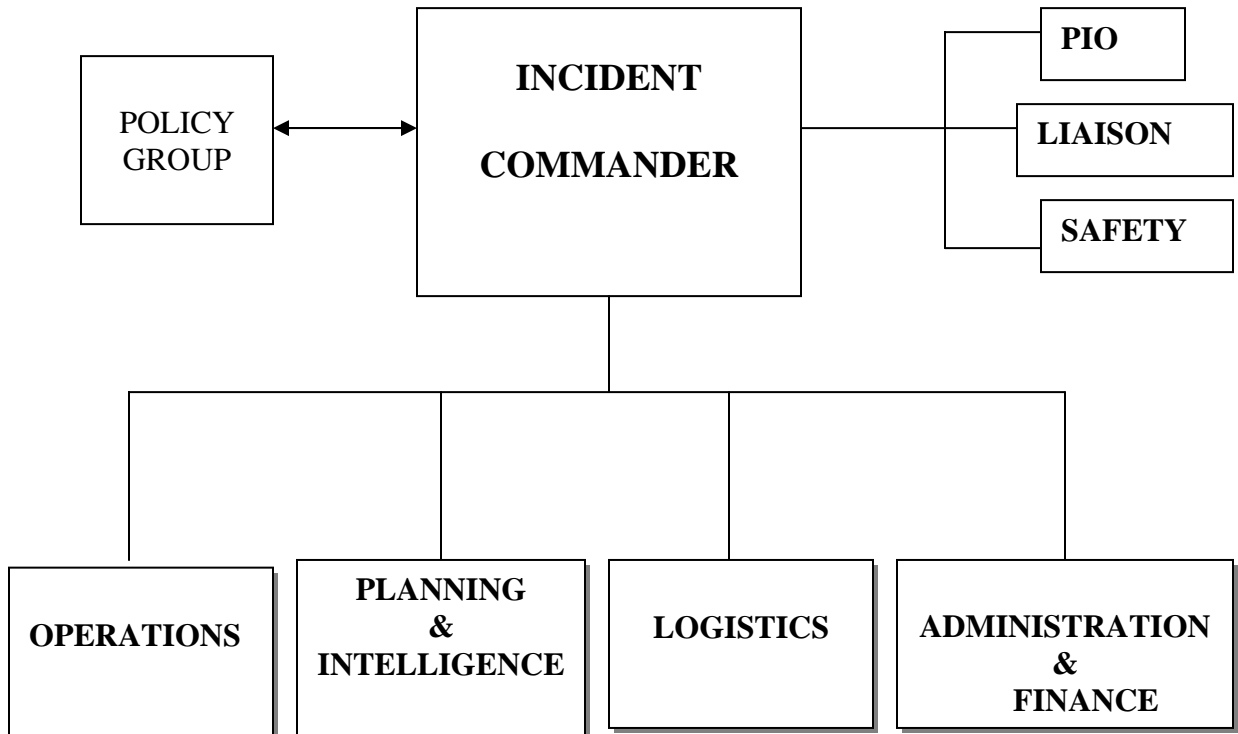 POLICY
GROUP
INCIDENT
COMMANDER
PIO
LIAISON
SAFETY
OPERATIONS
PLANNING
&
INTELLIGENCE
LOGISTICS
ADMINISTRATION
&
FINANCE